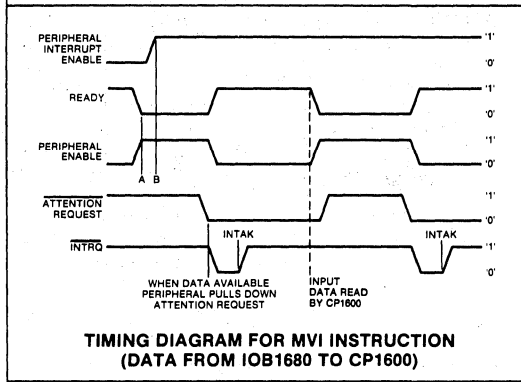 PERIPHERAL
INTERRUPT
ENABLE
'1'
'0'
READY
'1'
'0'
PERIPHERAL
ENABLE
'1'
'0'
A B
ATTENTION
REQUEST
'1'
'0'
INTRQ
INTAK
INTAK
'1'
'0'
WHEN DATA AVAILABLE
PERIPHERAL PULLS DOWN
ATTENTION REQUEST
INPUT
DATA READ
BY CP1600
TIMING DIAGRAM FOR MVI INSTRUCTION
(DATA FROM IOB1680 TO CP1600)